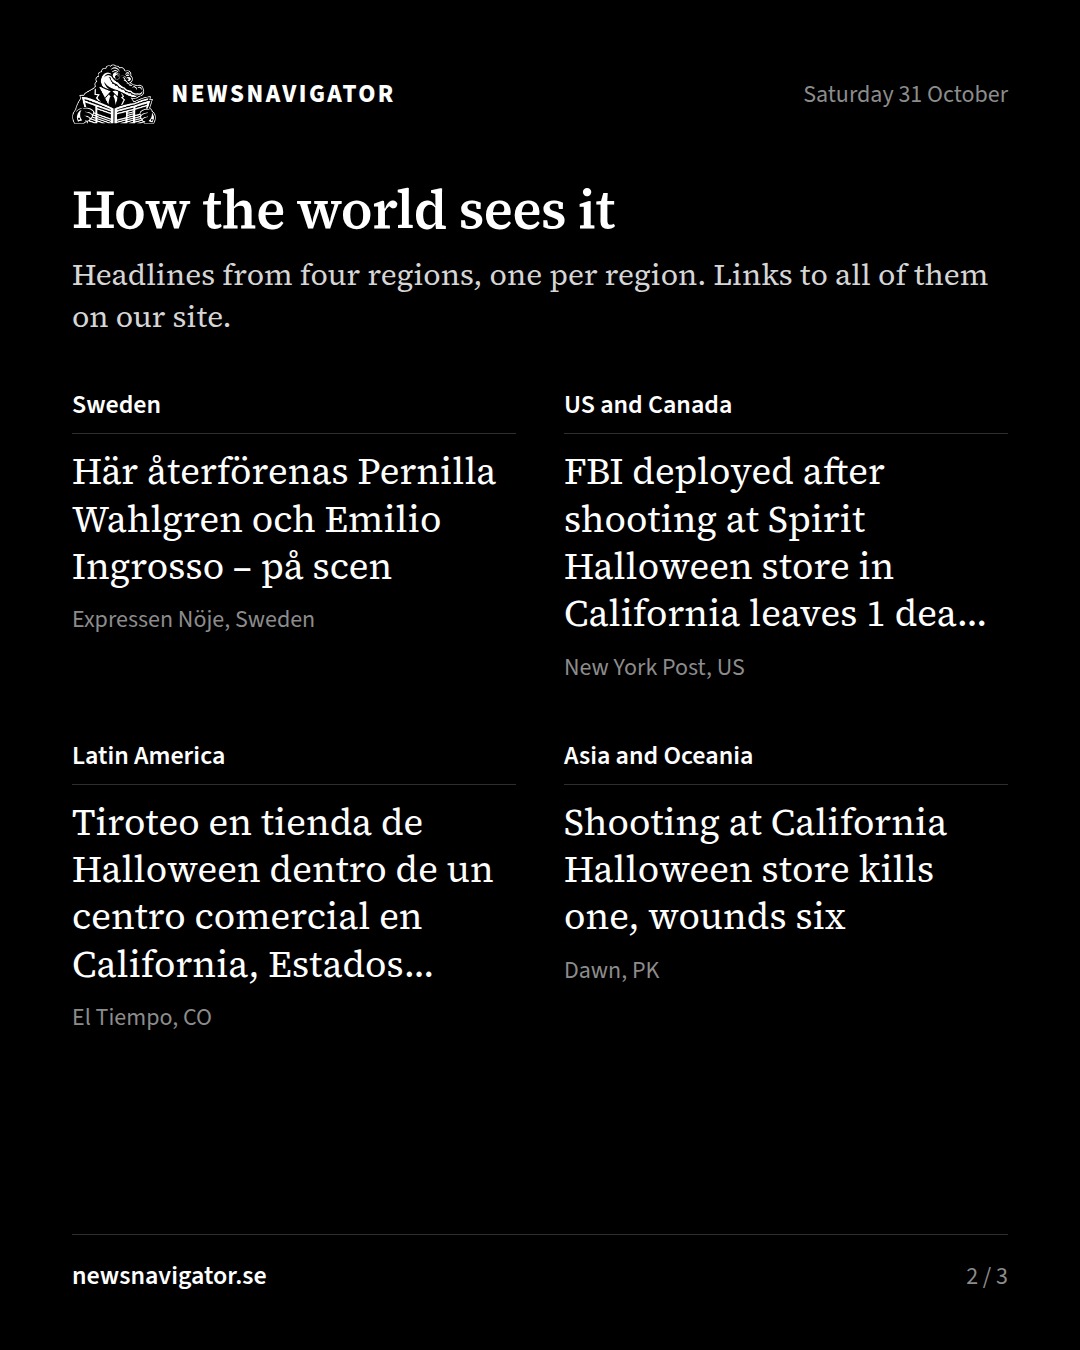 NEWSNAVIGATOR
Saturday 31 October
How the world sees it
Headlines from four regions, one per region. Links to all of them
on our site.
Sweden
Här återförenas Pernilla
Wahlgren och Emilio
Ingrosso – på scen
Expressen Nöje, Sweden
US and Canada
FBI deployed after
shooting at Spirit
Halloween store in
California leaves 1 dea...
New York Post, US
Latin America
Tiroteo en tienda de
Halloween dentro de un
centro comercial en
California, Estados...
El Tiempo, CO
Asia and Oceania
Shooting at California
Halloween store kills
one, wounds six
Dawn, PK
newsnavigator.se
2 / 3